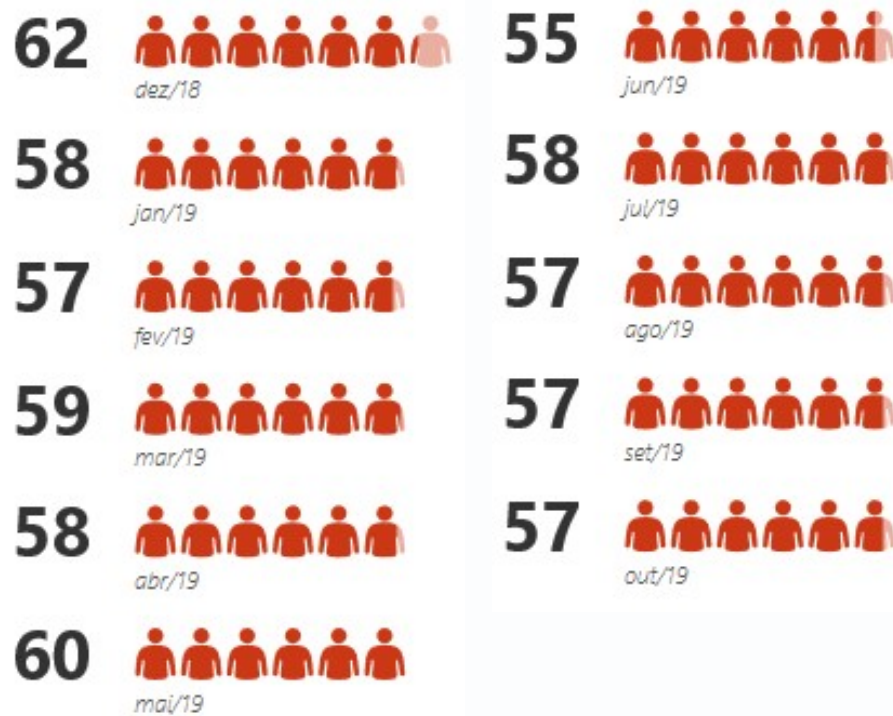 62
dez/18
58
jan/19
57
fev/19
59
mar/19
58
abr/19
60
mai/19
55
jun/19
58
jul/19
57
ago/19
57
set/19
57
out/19